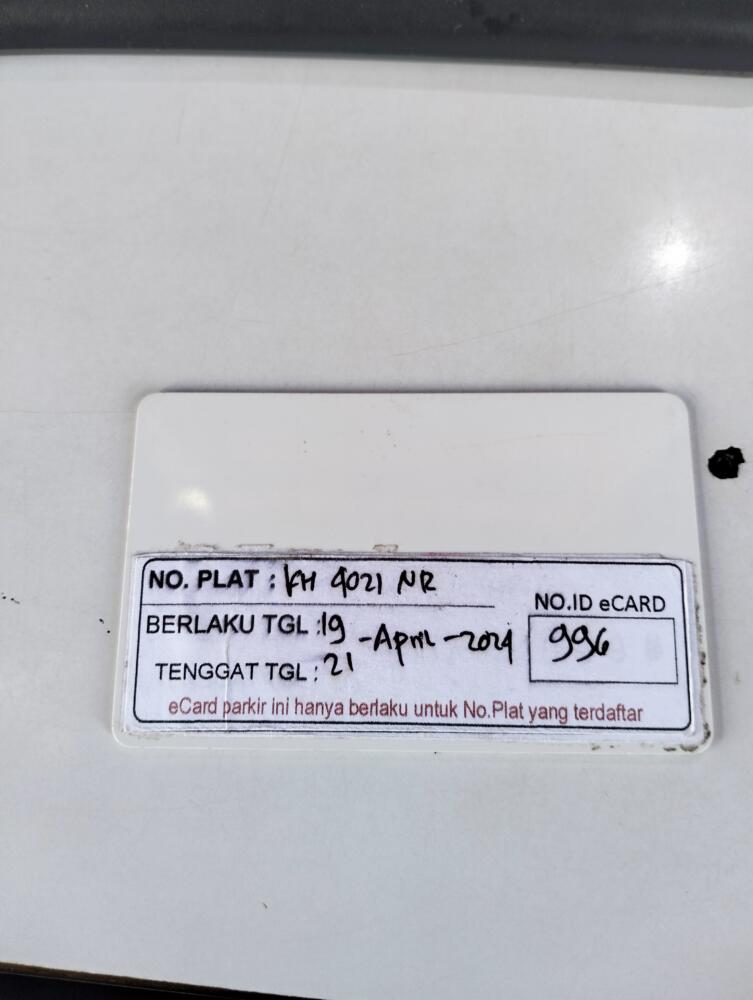 NO. PLAT : KH 4021 NR
NO.ID eCARD
BERLAKU TGL : 19 -April-2024
996
TENGGAT TGL : 21
eCard parkir ini hanya berlaku untuk No.Plat yang terdaftar